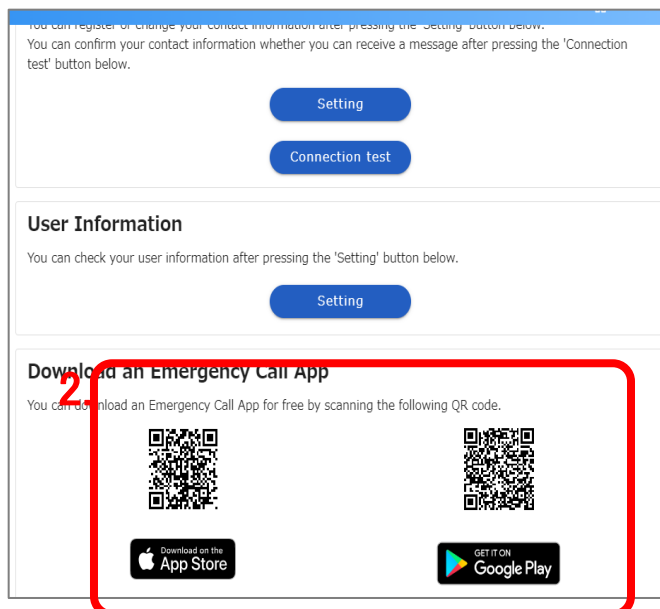 You can register or change your contact information after pressing the 'Setting' button below.
You can confirm your contact information whether you can receive a message after pressing the 'Connection
test' button below.
Setting
Connection test
User Information
You can check your user information after pressing the 'Setting' button below.
Setting
Download an Emergency Call App
2.
You can download an Emergency Call App for free by scanning the following QR code.
Download on the
App Store
GET IT ON
Google Play